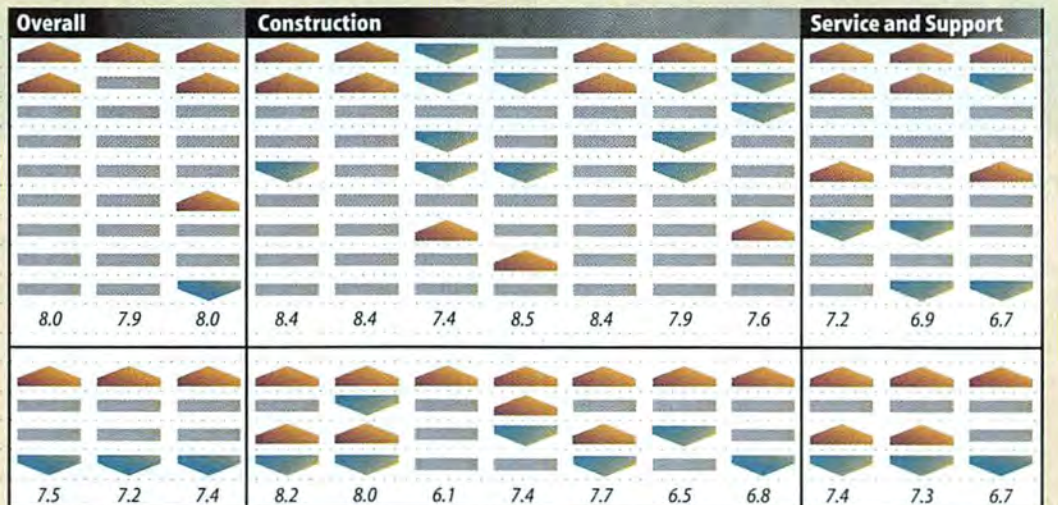 Overall Construction Service and Support
8.0 7.9 8.0 8.4 8.4 7.4 8.5 8.4 7.9 7.6 7.2 6.9 6.7
7.5 7.2 7.4 8.2 8.0 6.1 7.4 7.7 6.5 6.8 7.4 7.3 6.7